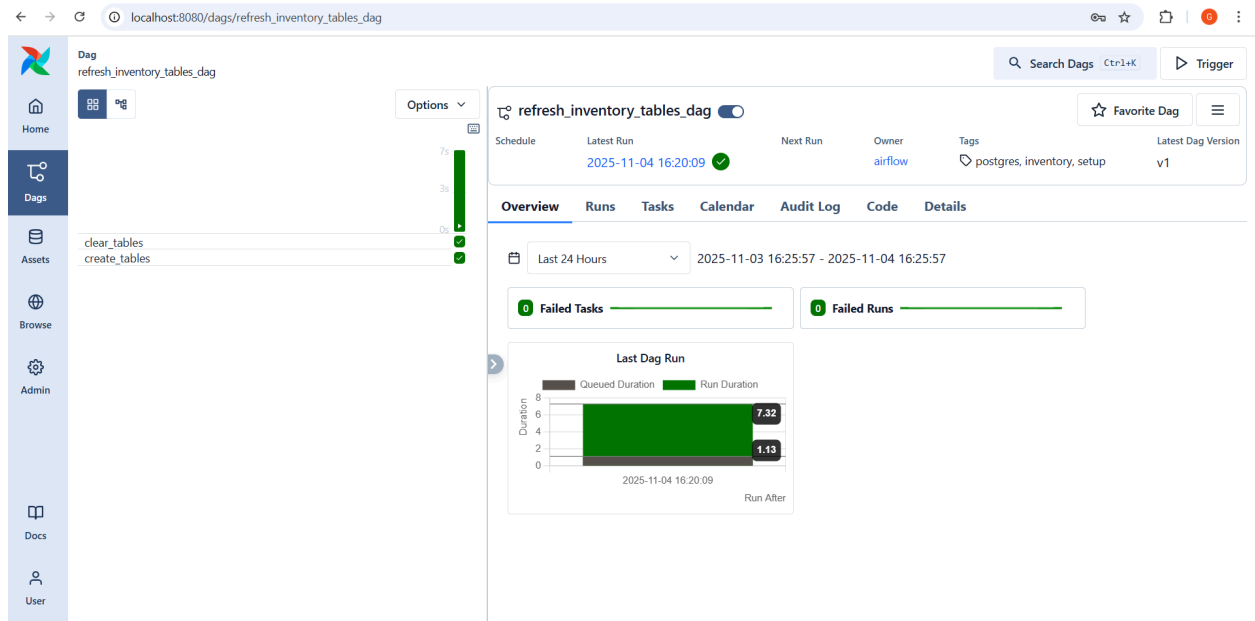 localhost:8080/dags/refresh_inventory_tables_dag
G
Home
Dags
Assets
Browse
Admin
Docs
User
Dag
refresh_inventory_tables_dag
Search Dags Ctrl+K
Trigger
Options
7s
3s
0s
clear_tables
create_tables
refresh_inventory_tables_dag
Favorite Dag
Schedule Latest Run Next Run Owner Tags Latest Dag Version
2025-11-04 16:20:09 airflow postgres, inventory, setup v1
Overview Runs Tasks Calendar Audit Log Code Details
Last 24 Hours 2025-11-03 16:25:57 - 2025-11-04 16:25:57
0 Failed Tasks
0 Failed Runs
Last Dag Run
Queued Duration Run Duration
Duration
8
6
4
2
0
7.32
1.13
2025-11-04 16:20:09
Run After